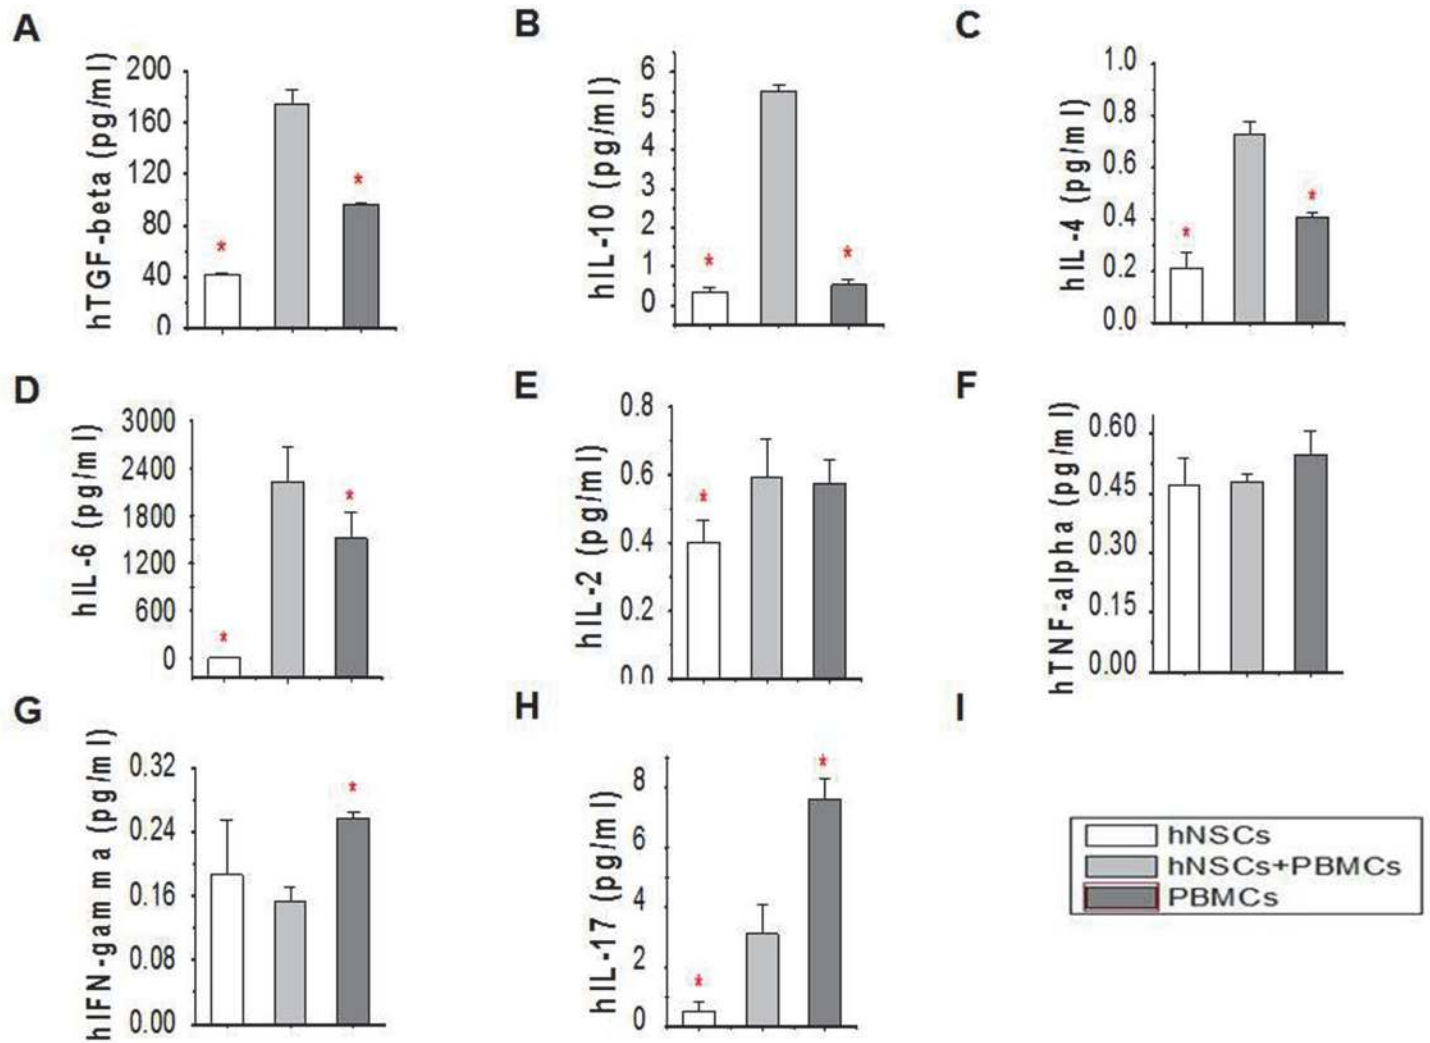 A
hTGF-beta (pg/ml)
200
160
120
80
40
0
*
*
B
hIL-10 (pg/ml)
6
5
4
3
2
1
0
*
*
C
hIL-4 (pg/ml)
1.0
0.8
0.6
0.4
0.2
0.0
*
*
D
hIL-6 (pg/ml)
3000
2400
1800
1200
600
0
*
*
E
hIL-2 (pg/ml)
0.8
0.6
0.4
0.2
0.0
*
F
hTNF-alpha (pg/ml)
0.60
0.45
0.30
0.15
0.00
G
hIFN-gamma (pg/ml)
0.32
0.24
0.16
0.08
0.00
*
H
hIL-17 (pg/ml)
8
6
4
2
0
*
*
I
hNSCs
hNSCs+PBMCs
PBMCs